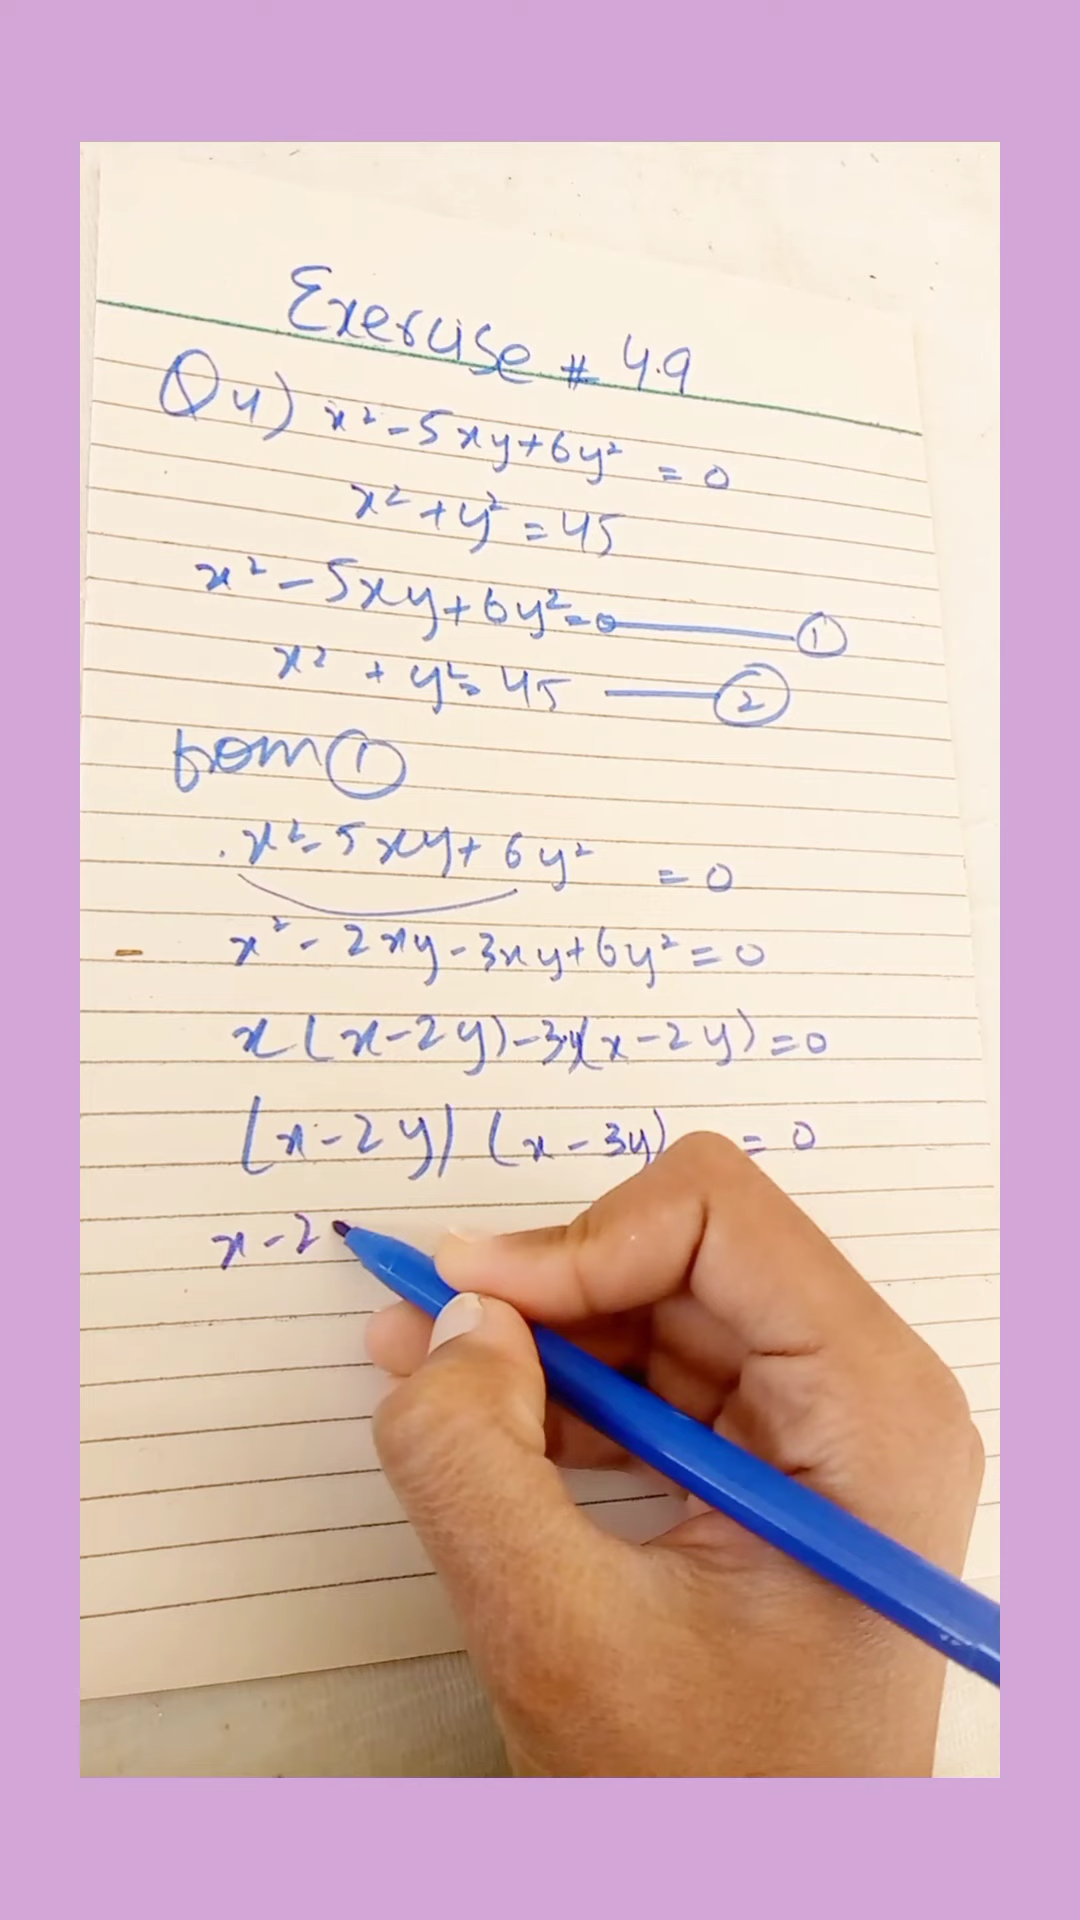 Exercise # 4.9
Q4) x² - 5xy + 6y² = 0
x² + y² = 45
x² - 5xy + 6y² = 0 —— ①
x² + y² = 45 —— ②
from ①
x² - 5xy + 6y² = 0
x² - 2xy - 3xy + 6y² = 0
x(x - 2y) - 3y(x - 2y) = 0
(x - 2y) (x - 3y) = 0
x - 2